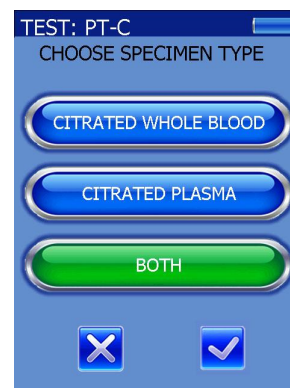 TEST: PT-C
CHOOSE SPECIMEN TYPE
CITRATED WHOLE BLOOD
CITRATED PLASMA
BOTH